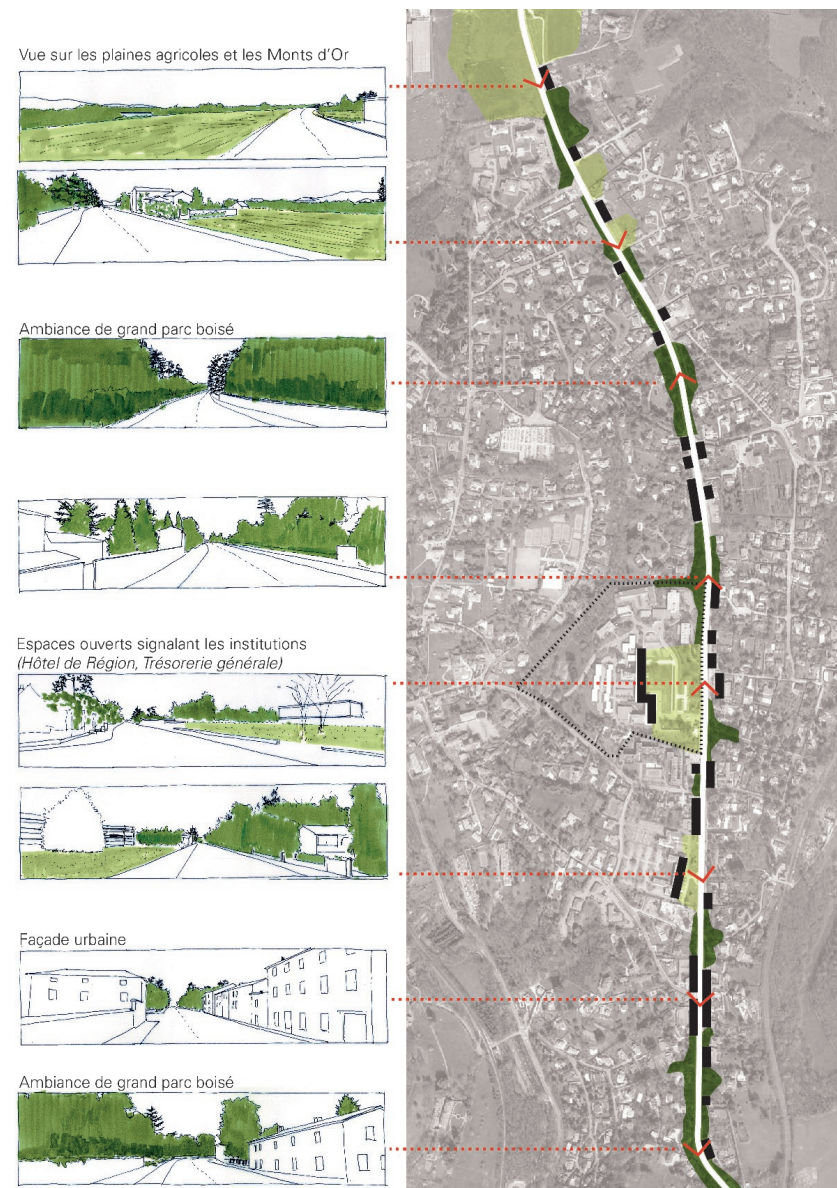 Vue sur les plaines agricoles et les Monts d'Or
Ambiance de grand parc boisé
Espaces ouverts signalant les institutions
(Hôtel de Région, Trésorerie générale)
Façade urbaine
Ambiance de grand parc boisé